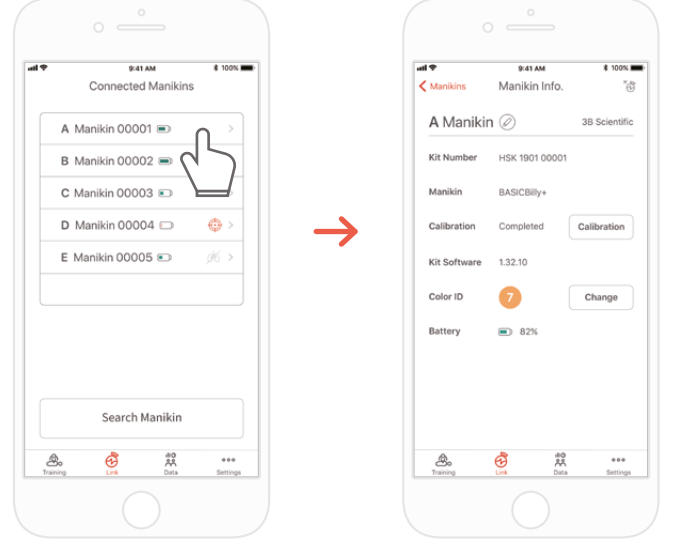 9:41 AM 100%
Connected Manikins
A Manikin 00001
B Manikin 00002
C Manikin 00003
D Manikin 00004
E Manikin 00005
Search Manikin
Training Link Data Settings
9:41 AM 100%
Manikins Manikin Info.
A Manikin 3B Scientific
Kit Number HSK 1901 00001
Manikin BASICBilly+
Calibration Completed Calibration
Kit Software 1.32.10
Color ID 7 Change
Battery 82%
Training Link Data Settings